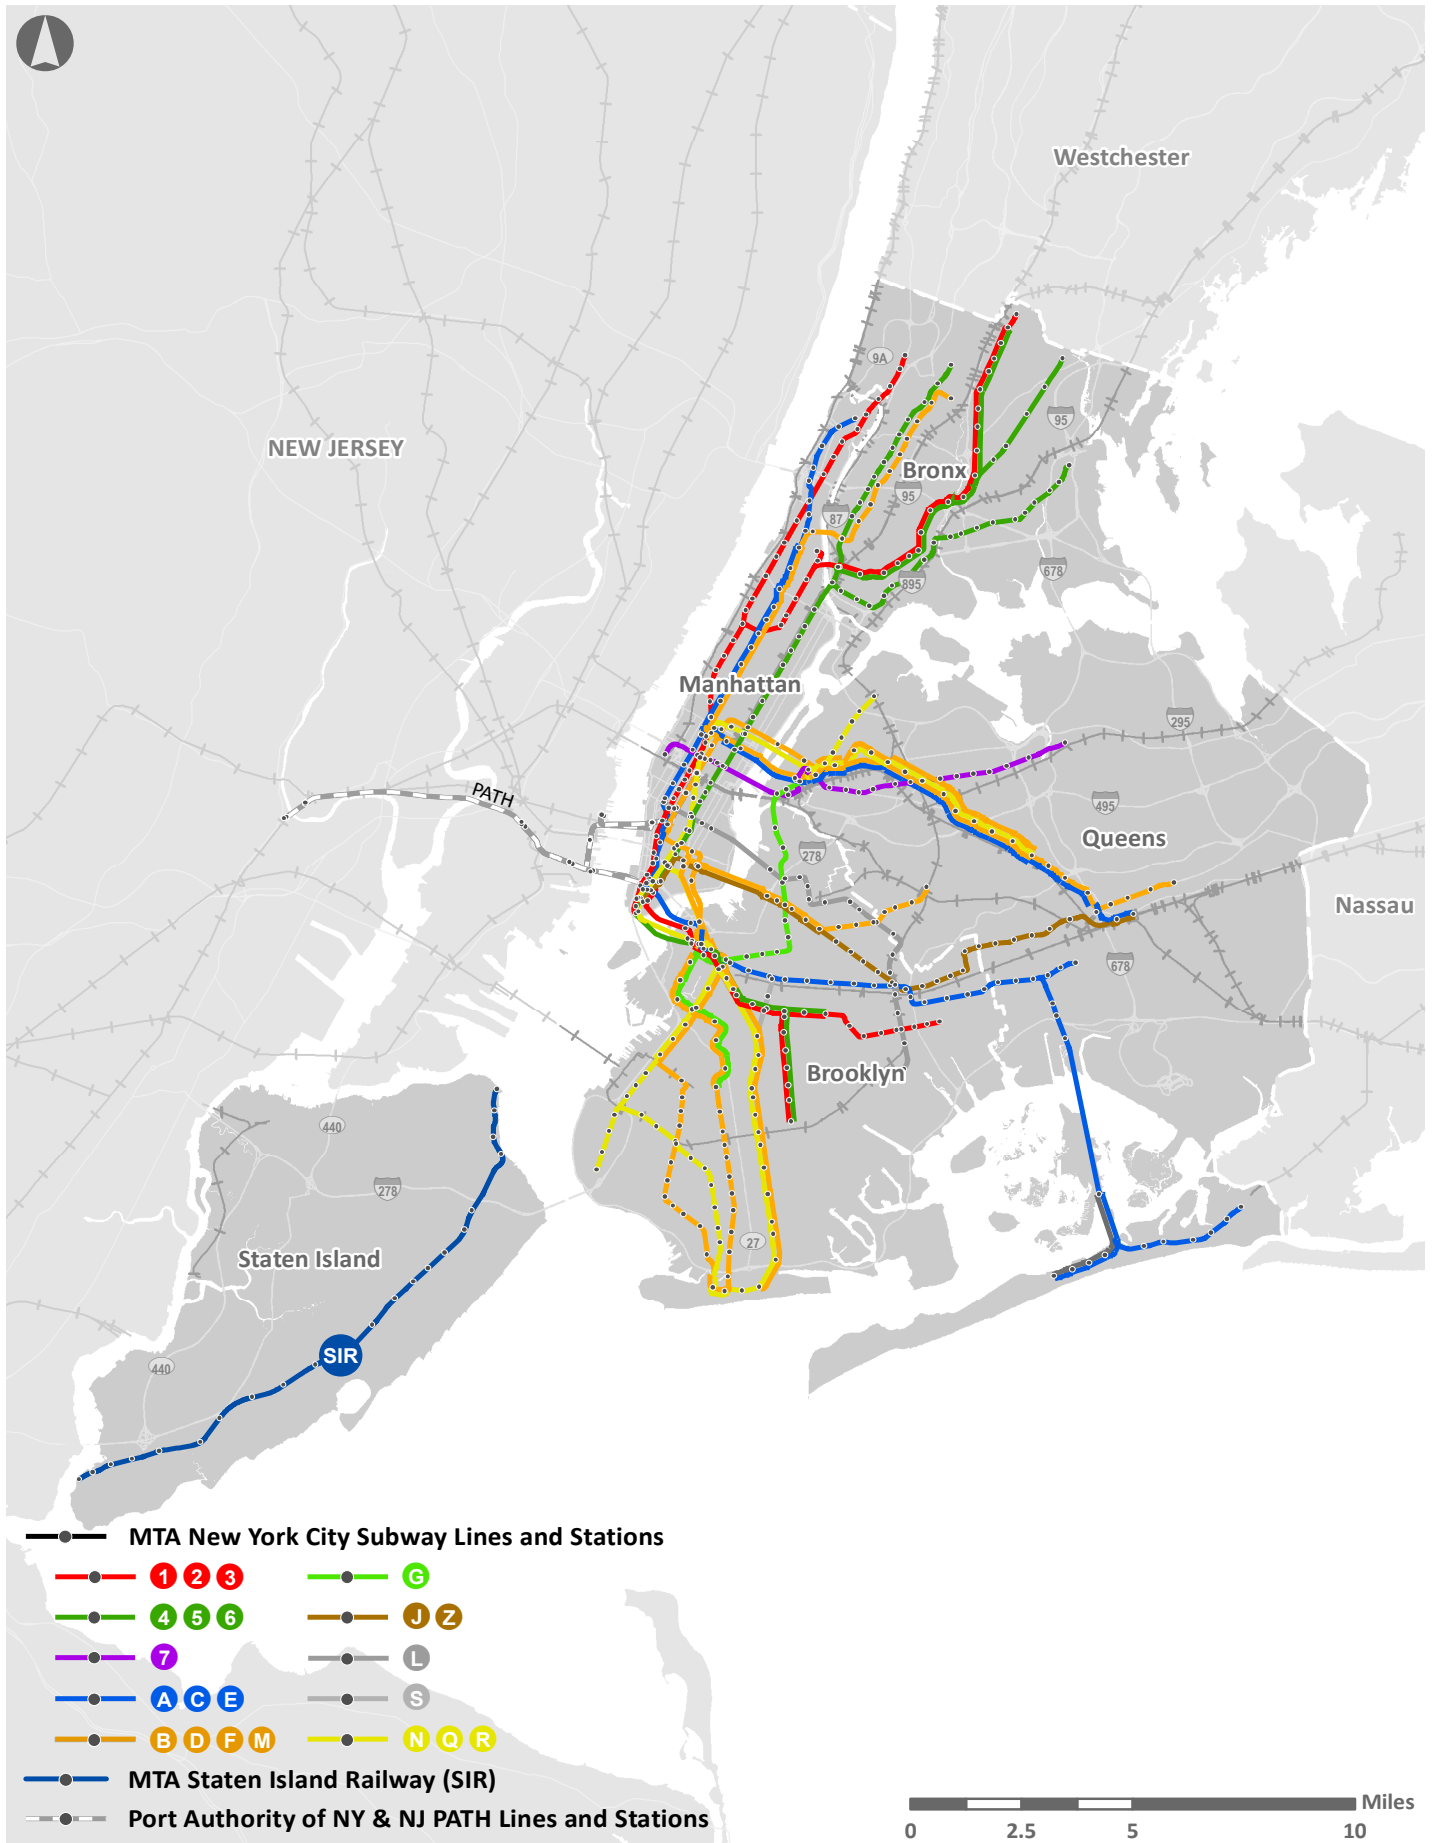 Westchester
9A
95
NEW JERSEY
Bronx
95
87
678
895
Manhattan
295
PATH
495
Queens
278
Nassau
678
Brooklyn
440
278
27
Staten Island
SIR
440
MTA New York City Subway Lines and Stations
1 2 3 G
4 5 6 J Z
7 L
A C E S
B D F M N Q R
MTA Staten Island Railway (SIR)
Port Authority of NY & NJ PATH Lines and Stations
Miles
0 2.5 5 10